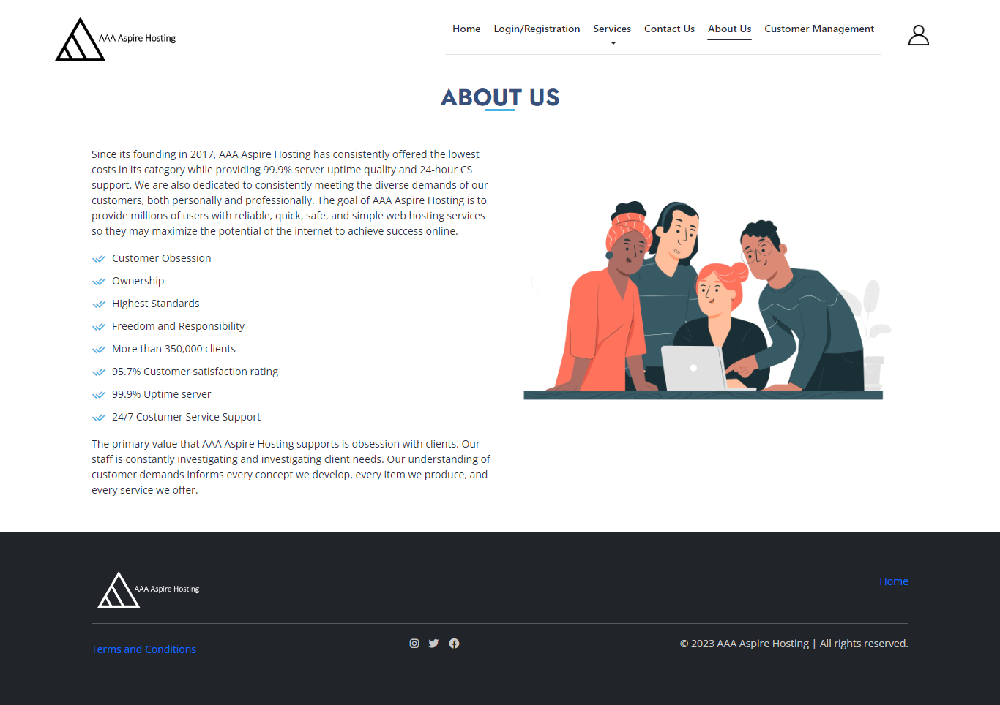 AAA Aspire Hosting
Home Login/Registration Services Contact Us About Us Customer Management
ABOUT US
Since its founding in 2017, AAA Aspire Hosting has consistently offered the lowest
costs in its category while providing 99.9% server uptime quality and 24-hour CS
support. We are also dedicated to consistently meeting the diverse demands of our
customers, both personally and professionally. The goal of AAA Aspire Hosting is to
provide millions of users with reliable, quick, safe, and simple web hosting services
so they may maximize the potential of the internet to achieve success online.
Customer Obsession
Ownership
Highest Standards
Freedom and Responsibility
More than 350,000 clients
95.7% Customer satisfaction rating
99.9% Uptime server
24/7 Costumer Service Support
The primary value that AAA Aspire Hosting supports is obsession with clients. Our
staff is constantly investigating and investigating client needs. Our understanding of
customer demands informs every concept we develop, every item we produce, and
every service we offer.
AAA Aspire Hosting
Home
Terms and Conditions
© 2023 AAA Aspire Hosting | All rights reserved.